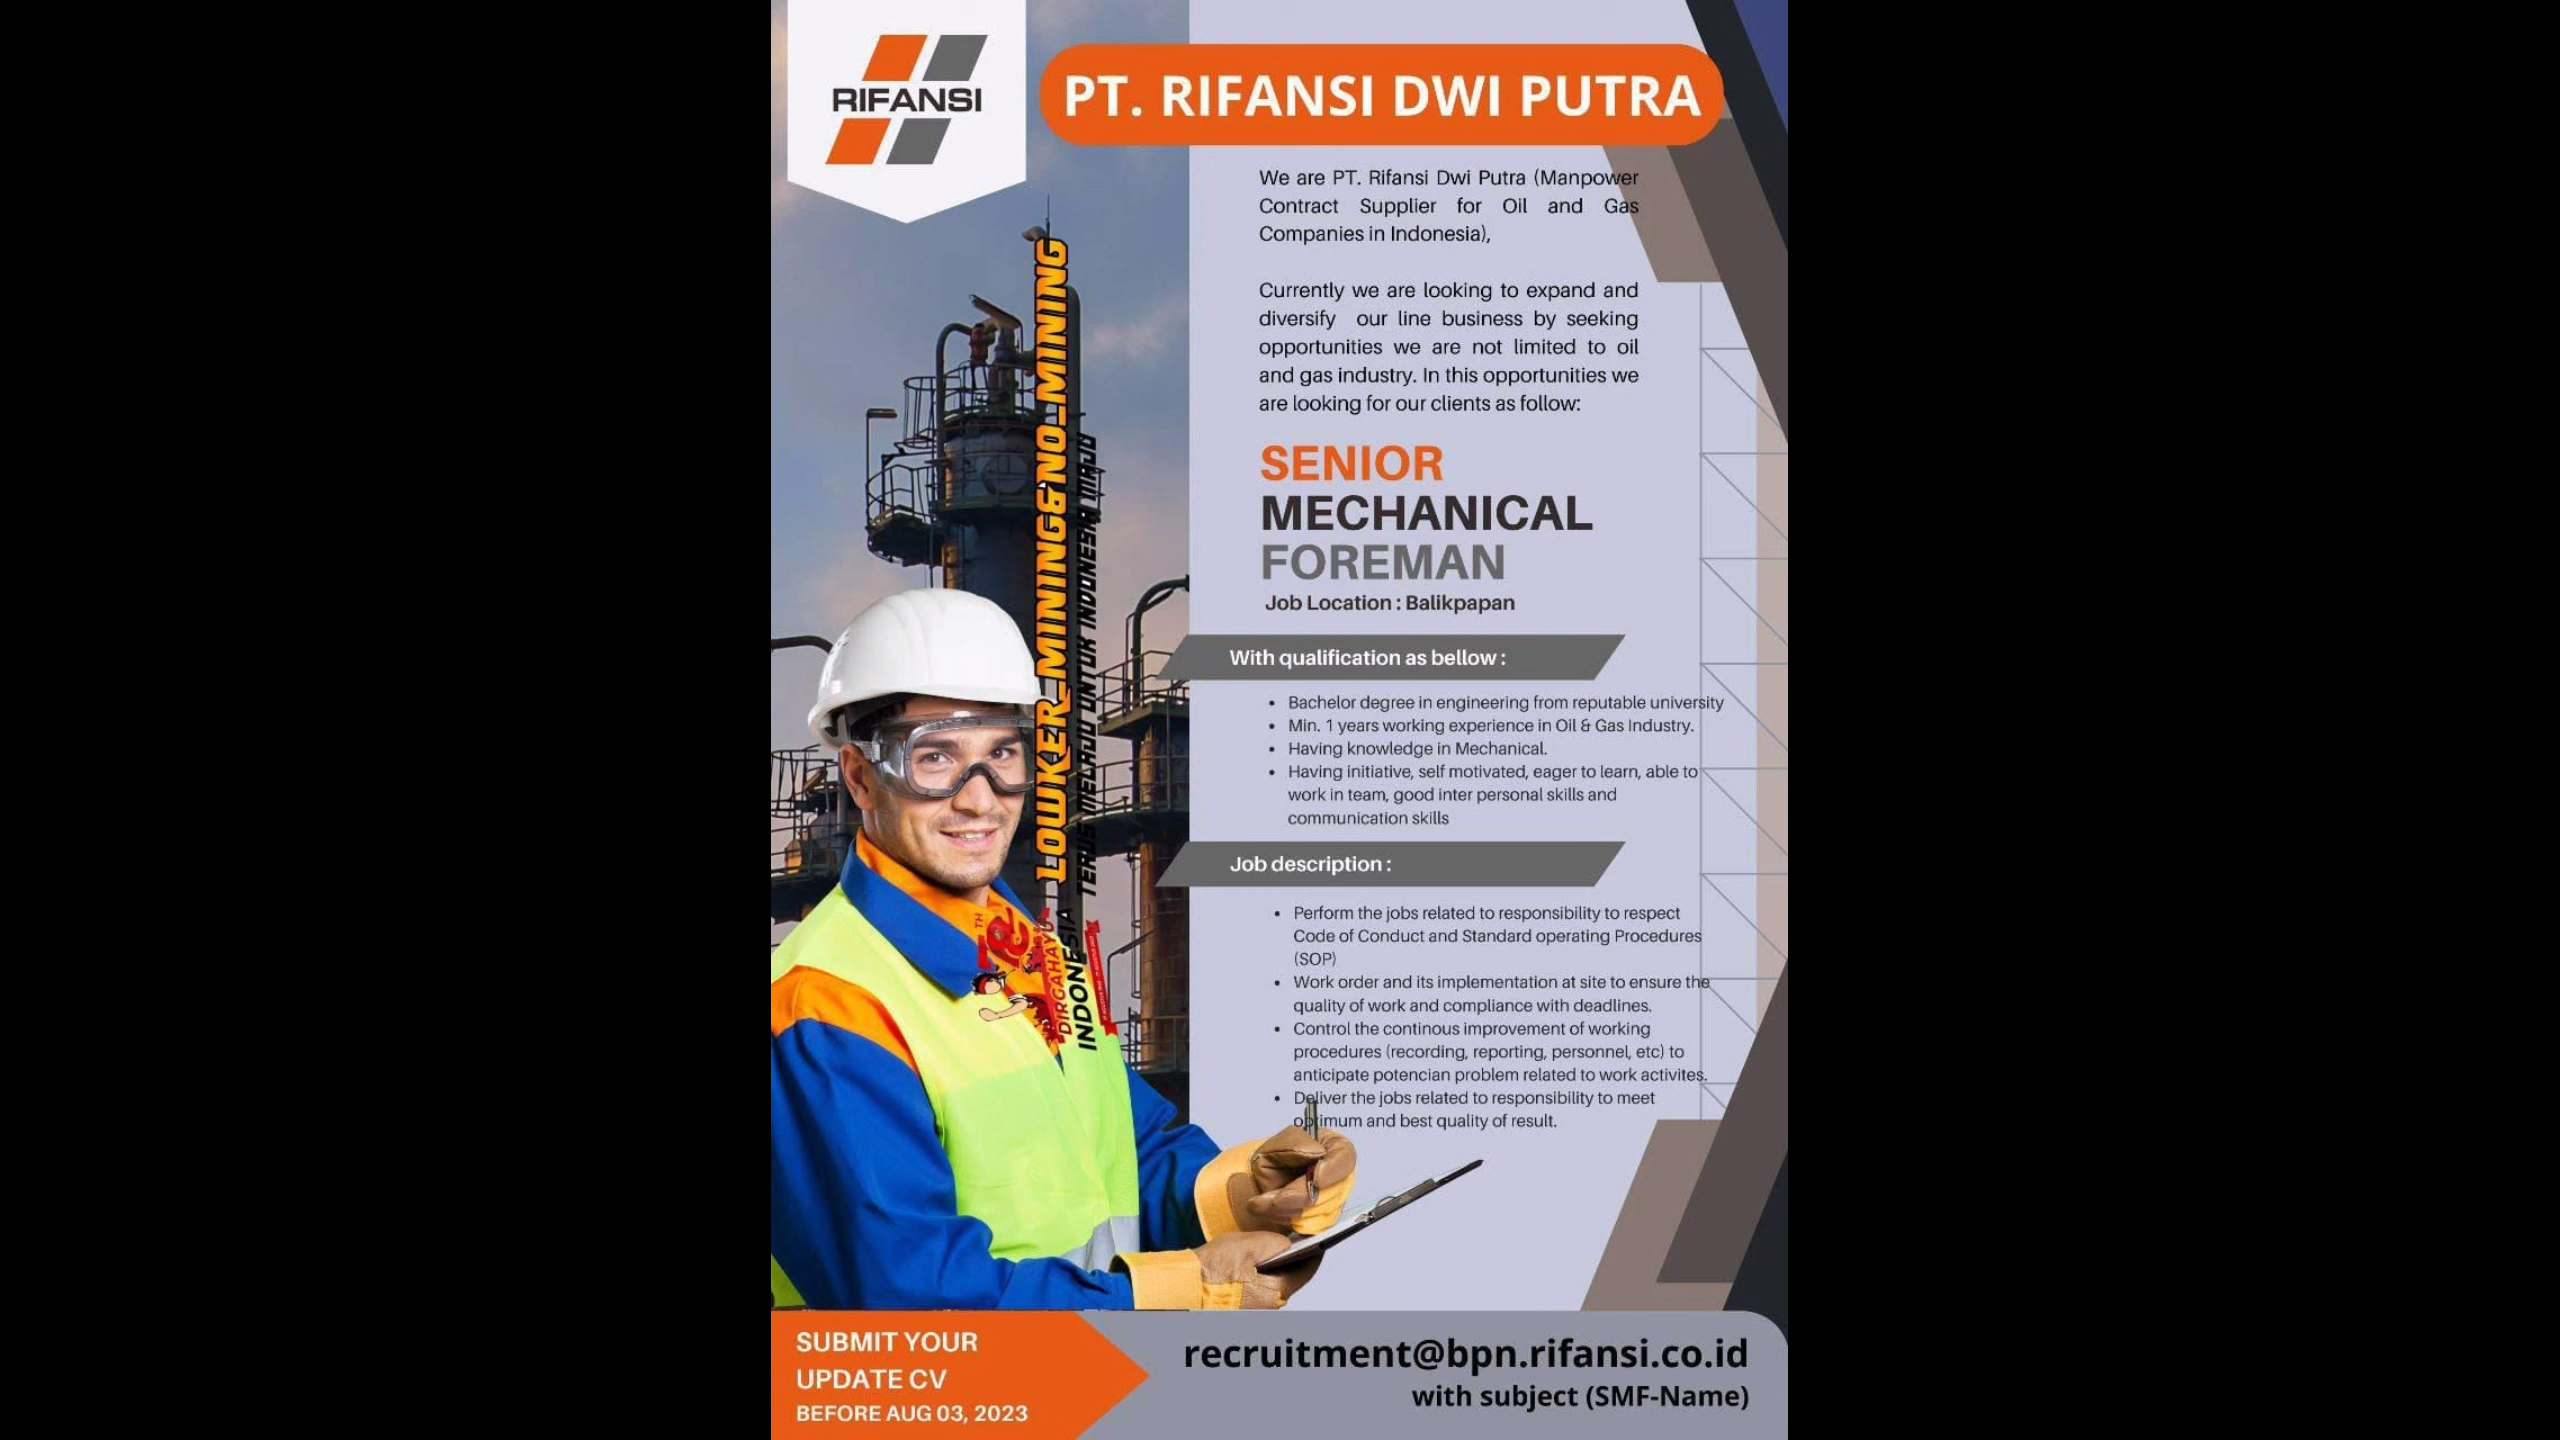 RIFANSI
PT. RIFANSI DWI PUTRA
We are PT. Rifansi Dwi Putra (Manpower
Contract Supplier for Oil and Gas
Companies in Indonesia),
Currently we are looking to expand and
diversify our line business by seeking
opportunities we are not limited to oil
and gas industry. In this opportunities we
are looking for our clients as follow:
SENIOR
MECHANICAL
FOREMAN
Job Location : Balikpapan
With qualification as bellow :
• Bachelor degree in engineering from reputable university
• Min. 1 years working experience in Oil & Gas Industry.
• Having knowledge in Mechanical.
• Having initiative, self motivated, eager to learn, able to
work in team, good inter personal skills and
communication skills
Job description :
• Perform the jobs related to responsibility to respect
Code of Conduct and Standard operating Procedures
(SOP)
• Work order and its implementation at site to ensure the
quality of work and compliance with deadlines.
• Control the continous improvement of working
procedures (recording, reporting, personnel, etc) to
anticipate potencian problem related to work activites.
• Deliver the jobs related to responsibility to meet
optimum and best quality of result.
LOUKER_MINING&NO_MINING
TERUS MELAJU UNTUK INDONESIA MAJU
TH
DIRGAHAYU
INDONESIA
SUBMIT YOUR
UPDATE CV
BEFORE AUG 03, 2023
recruitment@bpn.rifansi.co.id
with subject (SMF-Name)